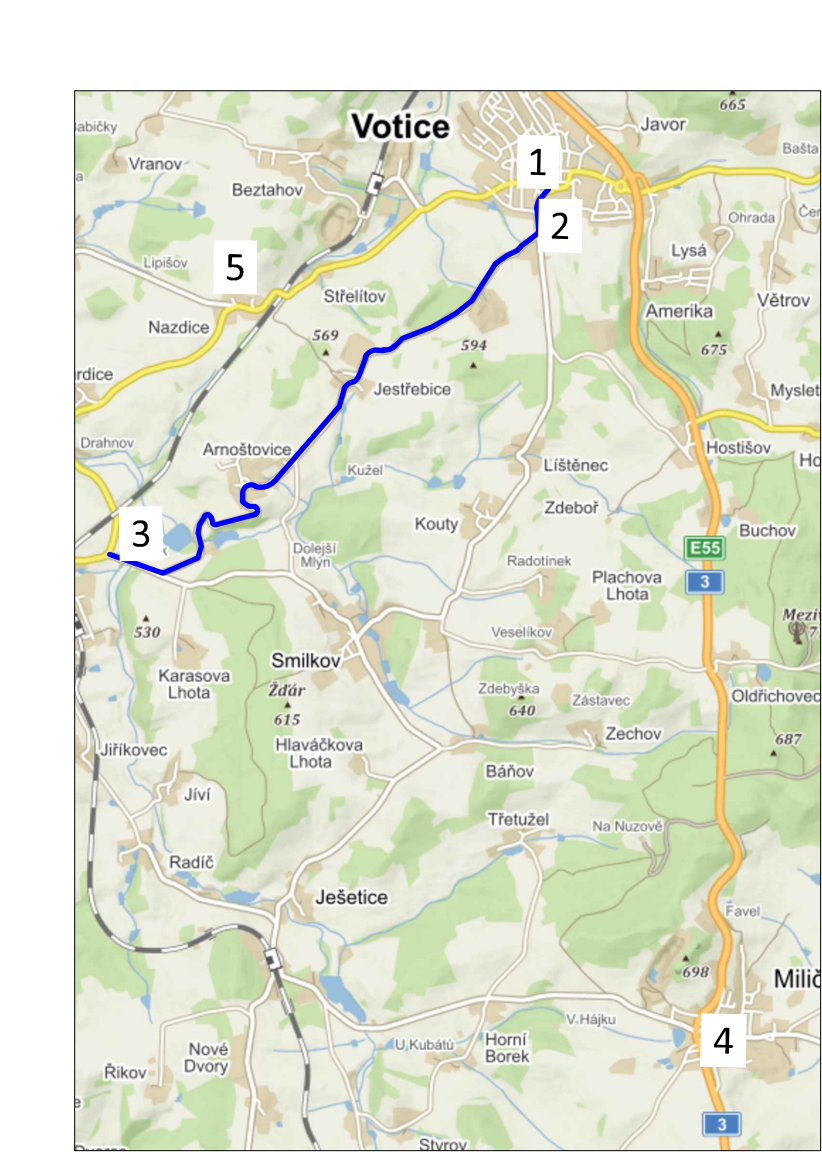 665
Votice
Javor
Babičky
Bašta
1
Vranov
Beztahov
Ohrada
2
Lysá
Lipišov
5
Střelítov
Větrov
Amerika
Nazdice
569
594
675
Jestřebice
Myslet
Drahnov
Arnoštovice
Hostišov
Kužel
Líštěnec
Zdeboř
Kouty
Buchov
3
E55
Dolejší
Mlýn
Radotínek
Plachova
Lhota
3
530
Veselíkov
Smilkov
Karasova
Lhota
Žďár
615
Zdebyška
640
Zástavec
Oldřichovec
Zechov
687
Jiříkovec
Hlaváčkova
Lhota
Báňov
Jíví
Třetužel
Na Nuzově
Radíč
Ješetice
Favel
698
Milič
V Hájku
4
U Kubátů
Horní
Borek
Nové
Dvory
Řikov
3
Styrov